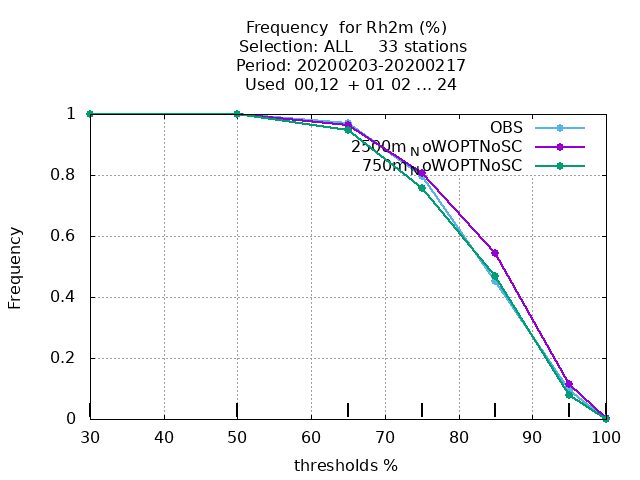 Frequency for Rh2m (%)
Selection: ALL 33 stations
Period: 20200203-20200217
Used 00,12 + 01 02 ... 24
OBS
2500m_NoWOPTNoSC
750m_NoWOPTNoSC
1
0.8
0.6
0.4
0.2
0
Frequency
30 40 50 60 70 80 90 100
thresholds %